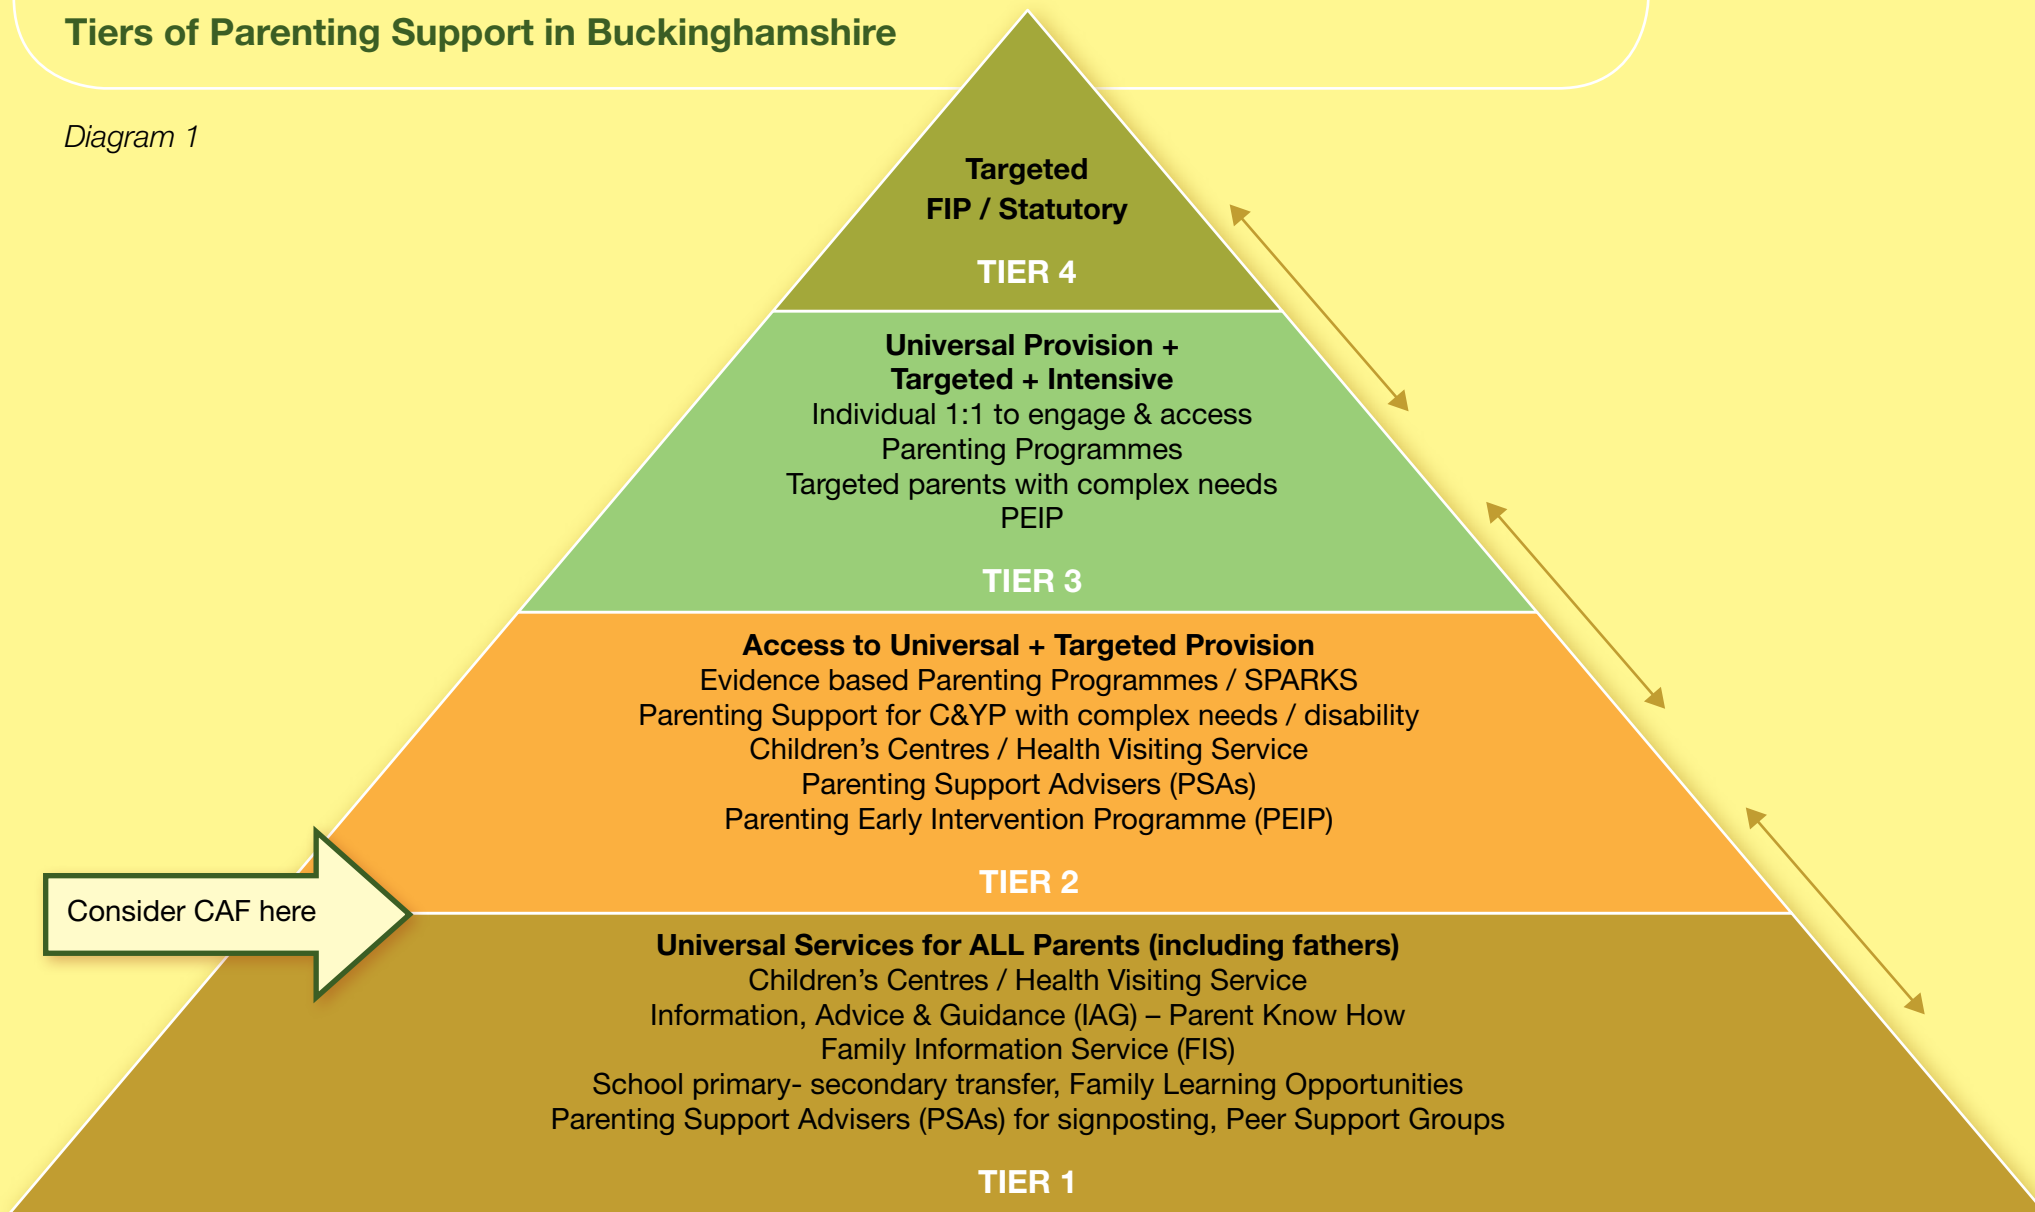 Tiers of Parenting Support in Buckinghamshire
Diagram 1
Targeted
FIP / Statutory
TIER 4
Universal Provision +
Targeted + Intensive
Individual 1:1 to engage & access
Parenting Programmes
Targeted parents with complex needs
PEIP
TIER 3
Access to Universal + Targeted Provision
Evidence based Parenting Programmes / SPARKS
Parenting Support for C&YP with complex needs / disability
Children’s Centres / Health Visiting Service
Parenting Support Advisers (PSAs)
Parenting Early Intervention Programme (PEIP)
TIER 2
Consider CAF here
Universal Services for ALL Parents (including fathers)
Children’s Centres / Health Visiting Service
Information, Advice & Guidance (IAG) – Parent Know How
Family Information Service (FIS)
School primary- secondary transfer, Family Learning Opportunities
Parenting Support Advisers (PSAs) for signposting, Peer Support Groups
TIER 1